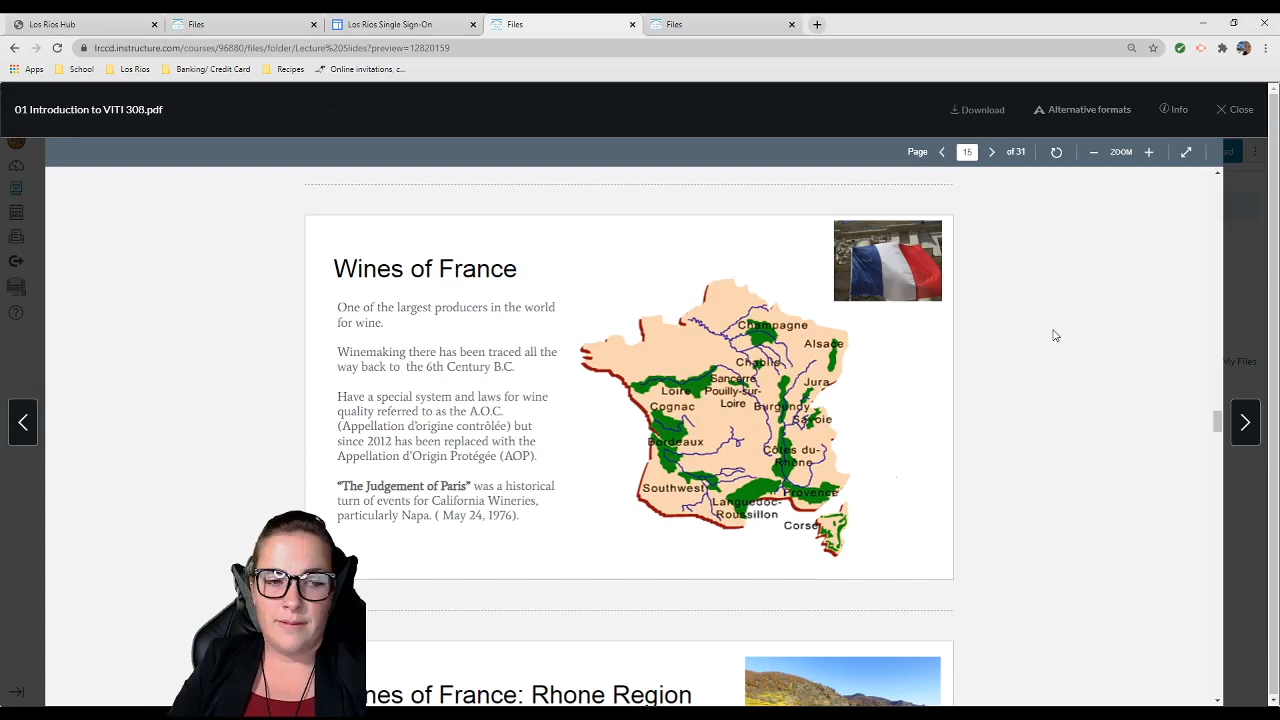 Los Rios Hub
Files
Los Rios Single Sign-On
Files
Files
lrccd.instructure.com/courses/96880/files/folder/Lecture%20Slides?preview=12820159
Apps
School
Los Rios
Banking/ Credit Card
Recipes
Online invitations, c...
01 Introduction to VITI 308.pdf
Download
Alternative formats
Info
Close
Page
15
of 31
ZOOM
My Files
Wines of France
One of the largest producers in the world
for wine.
Winemaking there has been traced all the
way back to the 6th Century B.C.
Have a special system and laws for wine
quality referred to as the A.O.C.
(Appellation d'origine contrôlée) but
since 2012 has been replaced with the
Appellation d'Origin Protégée (AOP).
"The Judgement of Paris" was a historical
turn of events for California Wineries,
particularly Napa. ( May 24, 1976).
Champagne
Alsace
Chablis
Sancerre
Pouilly-sur-
Loire
Loire
Jura
Cognac
Burgundy
Savoie
Bordeaux
Côtes du-
Rhône
Southwest
Provence
Languedoc-
Roussillon
Corse
nes of France: Rhone Region